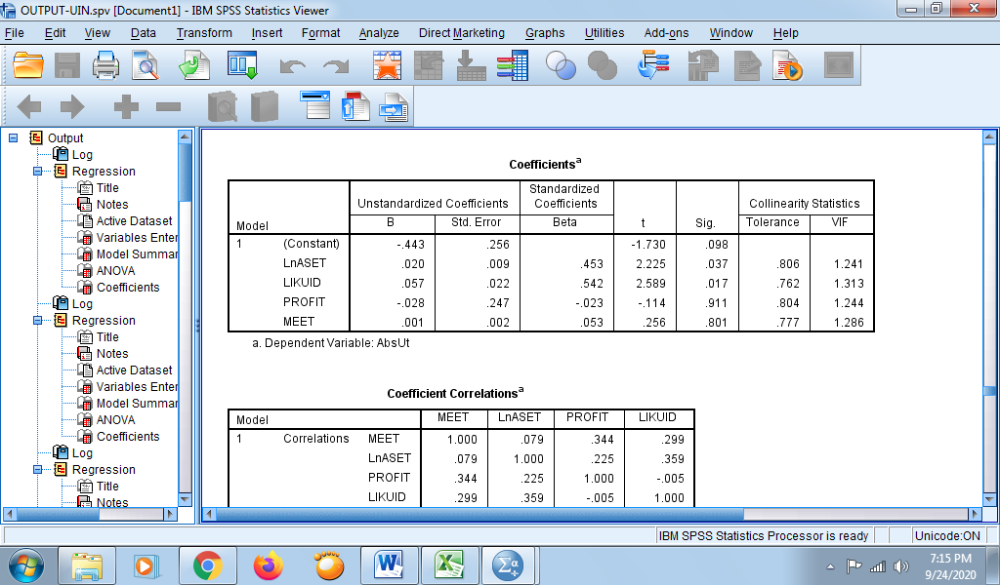 OUTPUT-UIN.spv [Document1] - IBM SPSS Statistics Viewer
File Edit View Data Transform Insert Format Analyze Direct Marketing Graphs Utilities Add-ons Window Help
Output
Log
Regression
Title
Notes
Active Dataset
Variables Enter
Model Summar
ANOVA
Coefficients
Log
Regression
Title
Notes
Active Dataset
Variables Enter
Model Summar
ANOVA
Coefficients
Log
Regression
Title
Notes
Coefficientsa
Model Unstandardized Coefficients Standardized Coefficients t Sig. Collinearity Statistics
B Std. Error Beta Tolerance VIF
1 (Constant) -.443 .256 -1.730 .098
LnASET .020 .009 .453 2.225 .037 .806 1.241
LIKUID .057 .022 .542 2.589 .017 .762 1.313
PROFIT -.028 .247 -.023 -.114 .911 .804 1.244
MEET .001 .002 .053 .256 .801 .777 1.286
a. Dependent Variable: AbsUt
Coefficient Correlationsa
Model MEET LnASET PROFIT LIKUID
1 Correlations MEET 1.000 .079 .344 .299
LnASET .079 1.000 .225 .359
PROFIT .344 .225 1.000 -.005
LIKUID .299 .359 -.005 1.000
IBM SPSS Statistics Processor is ready Unicode:ON
7:15 PM
9/24/2020